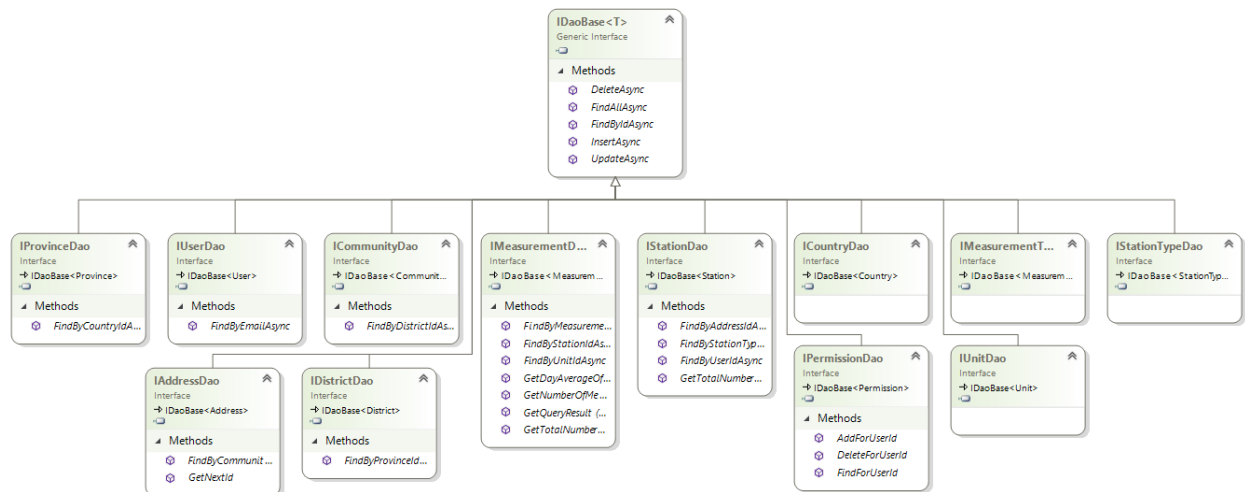 IDaoBase<T>
Generic Interface
Methods
DeleteAsync
FindAllAsync
FindByIdAsync
InsertAsync
UpdateAsync
IProvinceDao
Interface
IDaoBase<Province>
Methods
FindByCountryIdA...
IUserDao
Interface
IDaoBase<User>
Methods
FindByEmailAsync
ICommunityDao
Interface
IDaoBase<Communit...
Methods
FindByDistrictIdAs...
IMeasurementD...
Interface
IDaoBase<Measurem...
Methods
FindByMeasureme...
FindByStationIdAs...
FindByUnitIdAsync
GetDayAverageOf...
GetNumberOfMe...
GetQueryResult (...
GetTotalNumber...
IStationDao
Interface
IDaoBase<Station>
Methods
FindByAddressIdA...
FindByStationTyp...
FindByUserIdAsync
GetTotalNumber...
ICountryDao
Interface
IDaoBase<Country>
IMeasurementT...
Interface
IDaoBase<Measurem...
IStationTypeDao
Interface
IDaoBase<StationTyp...
IAddressDao
Interface
IDaoBase<Address>
Methods
FindByCommunit...
GetNextId
IDistrictDao
Interface
IDaoBase<District>
Methods
FindByProvinceId...
IPermissionDao
Interface
IDaoBase<Permission>
Methods
AddForUserId
DeleteForUserId
FindForUserId
IUnitDao
Interface
IDaoBase<Unit>